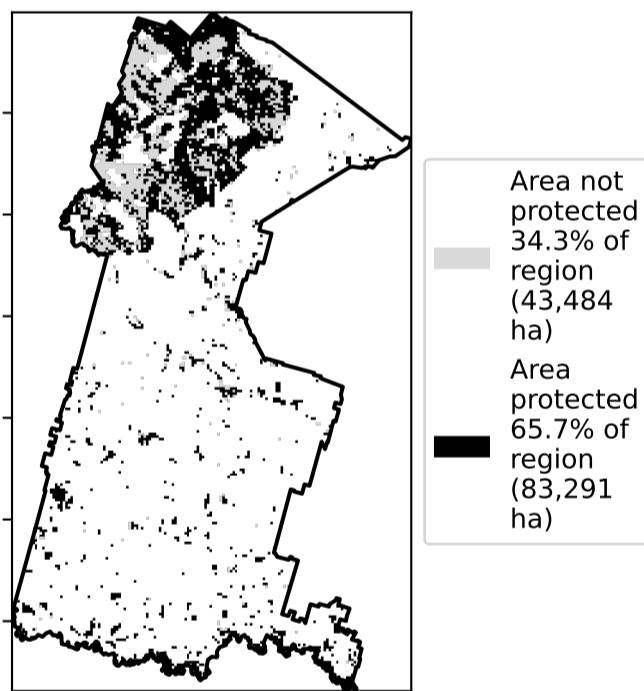 Area not
protected
34.3% of
region
(43,484
ha)
Area
protected
65.7% of
region
(83,291
ha)